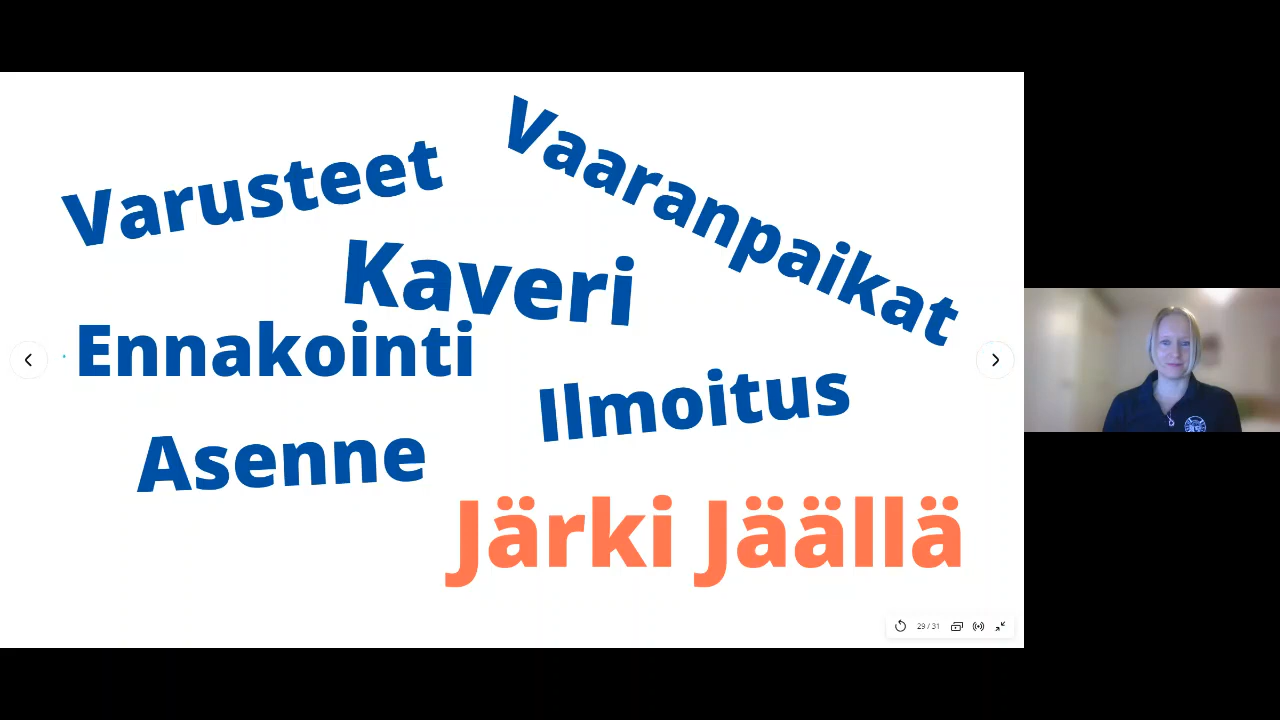 Varusteet
Vaaranpaikat
Kaveri
Ennakointi
Ilmoitus
Asenne
Järki Jäällä
29 / 31